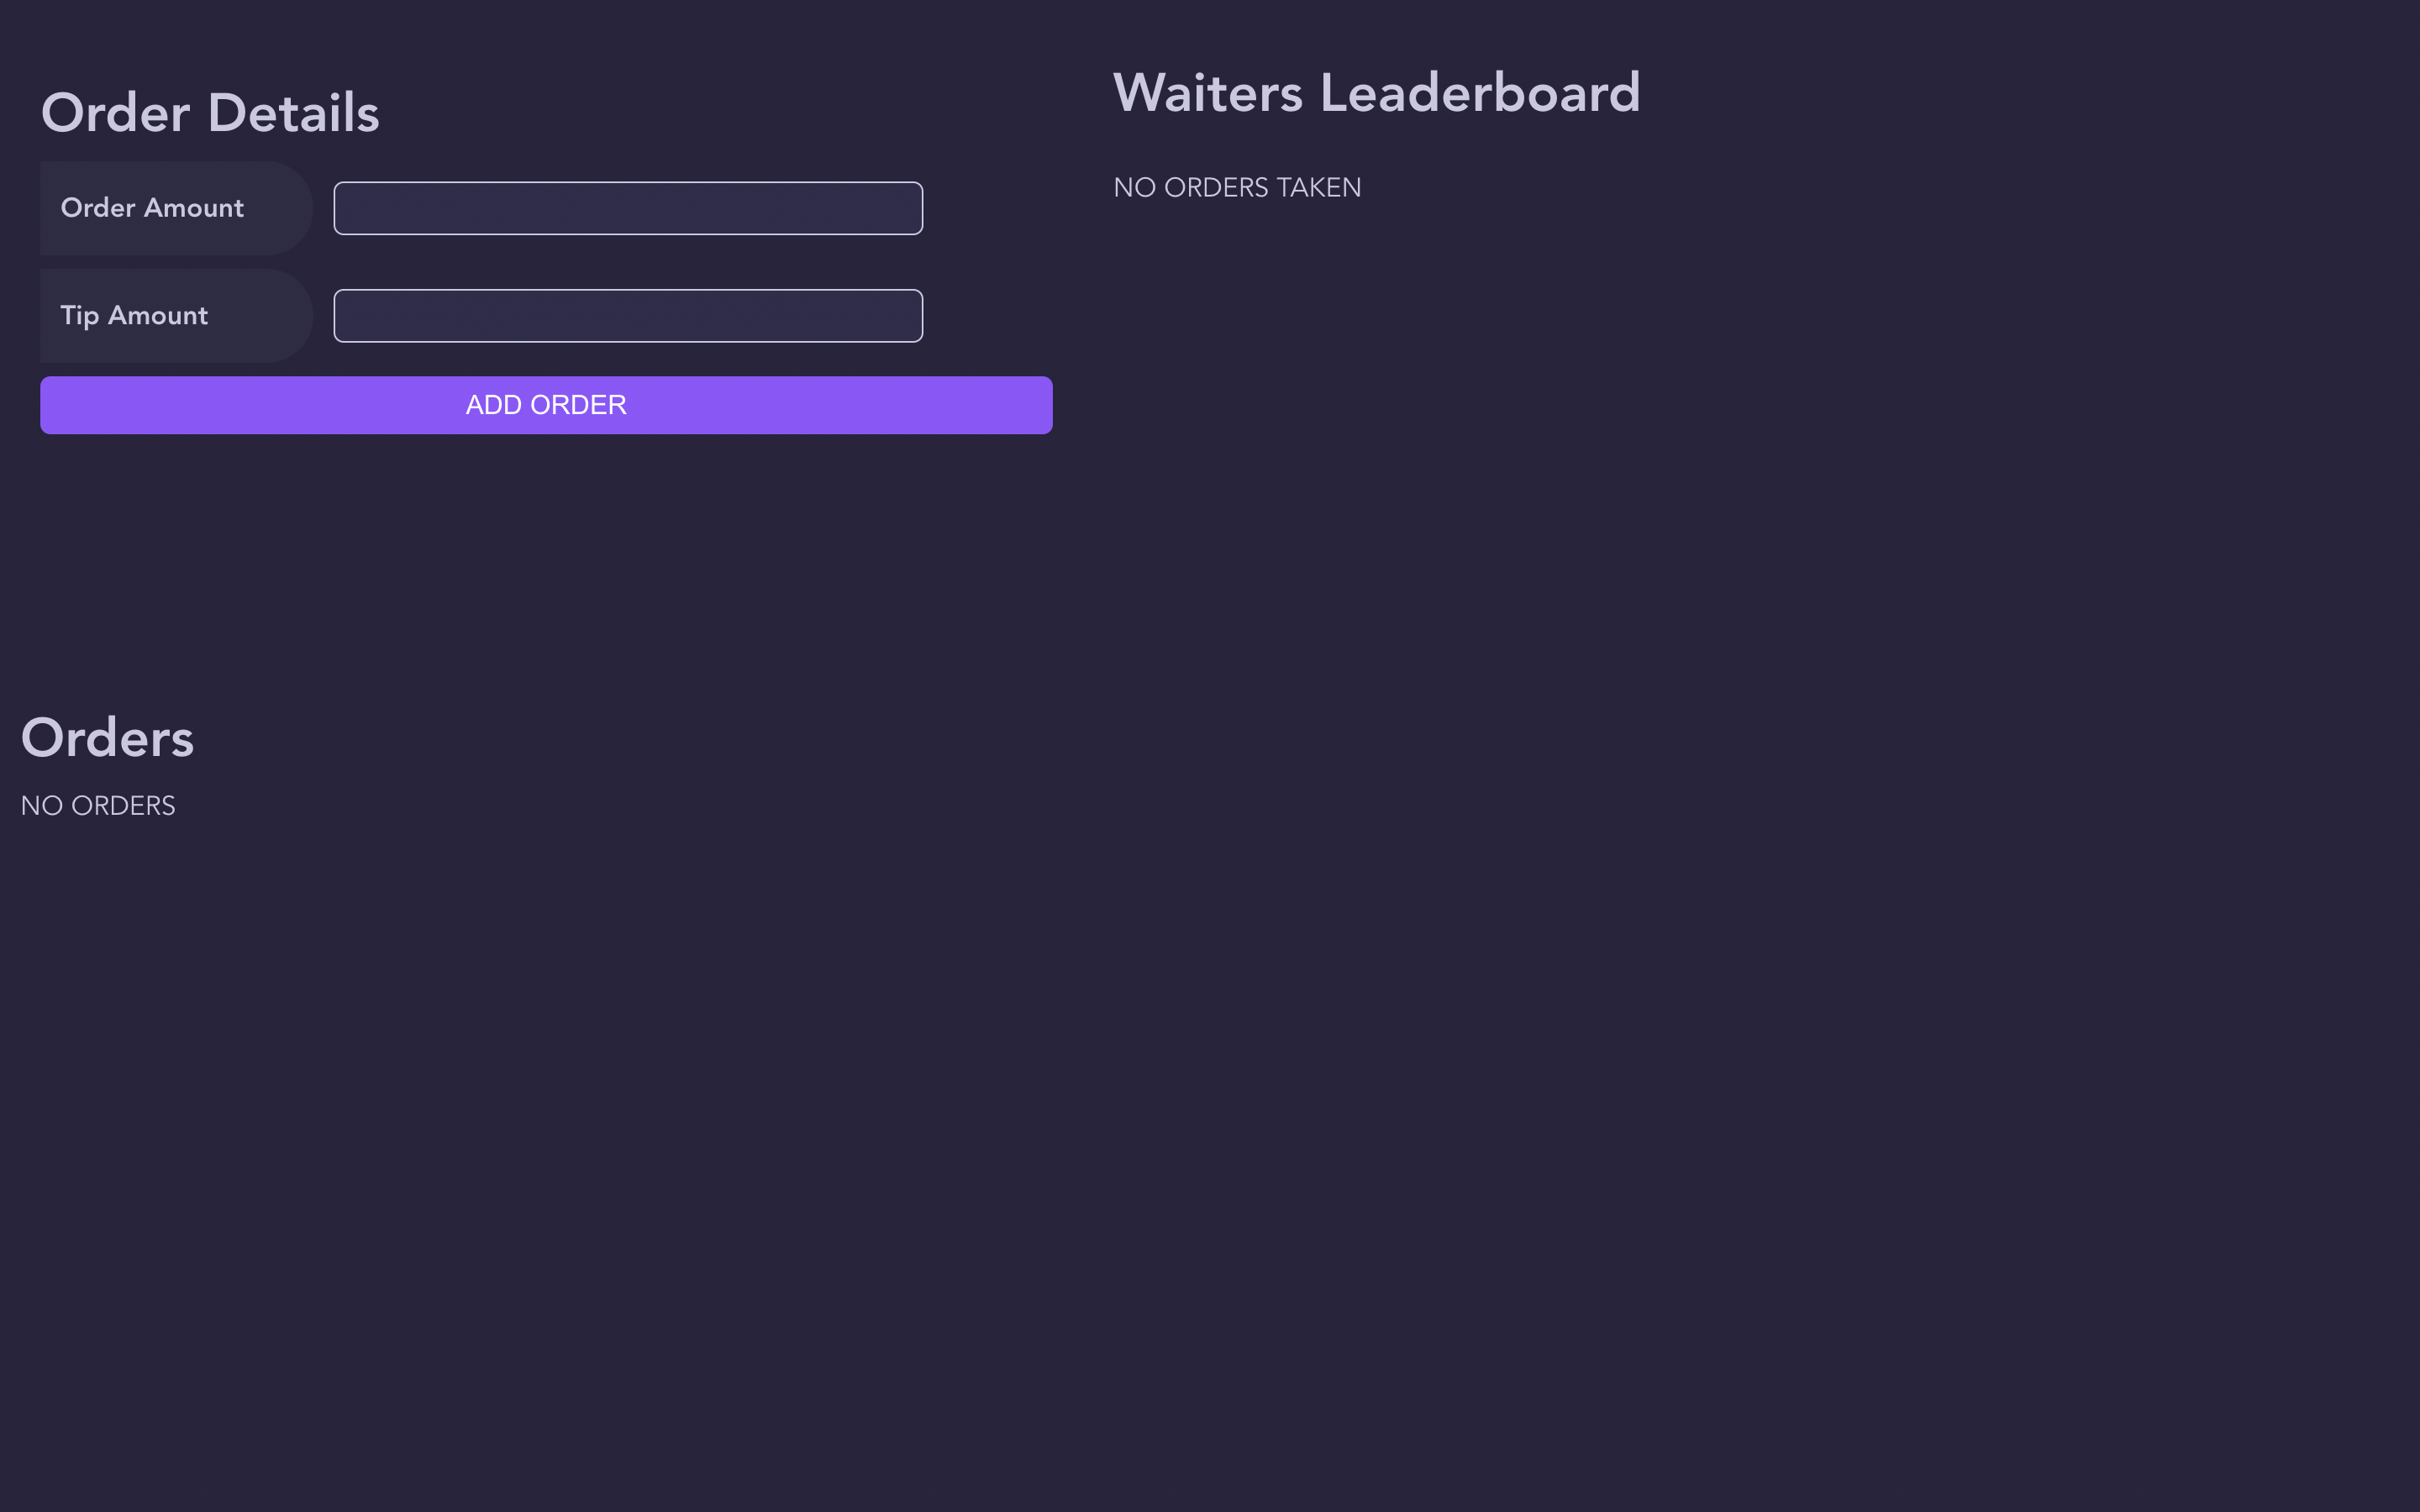 Order Details
Order Amount
Tip Amount
ADD ORDER
Waiters Leaderboard
NO ORDERS TAKEN
Orders
NO ORDERS